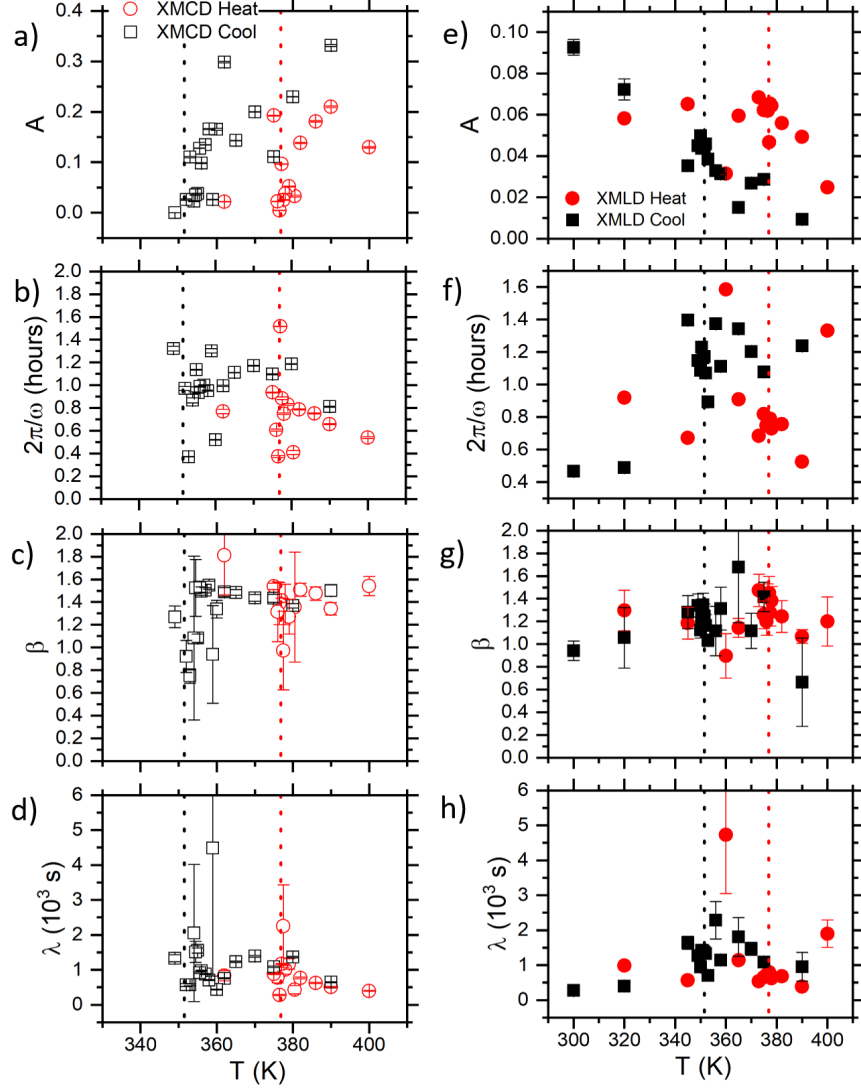 a)
XMCD Heat
XMCD Cool
0.4
0.3
0.2
0.1
0.0
A
b)
2.0
1.8
1.6
1.4
1.2
1.0
0.8
0.6
0.4
0.2
0.0
2π/ω (hours)
c)
2.0
1.8
1.6
1.4
1.2
1.0
0.8
0.6
0.4
0.2
0.0
β
d)
6
5
4
3
2
1
0
λ (10³ s)
340 360 380 400
T (K)
e)
0.10
0.08
0.06
0.04
0.02
0.00
A
XMLD Heat
XMLD Cool
f)
1.6
1.4
1.2
1.0
0.8
0.6
0.4
2π/ω (hours)
g)
2.0
1.8
1.6
1.4
1.2
1.0
0.8
0.6
0.4
0.2
0.0
β
h)
6
5
4
3
2
1
0
λ (10³ s)
300 320 340 360 380 400
T (K)